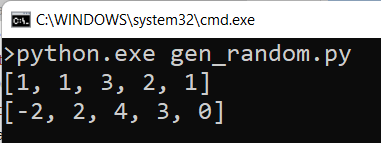 C:\WINDOWS\system32\cmd.exe
>python.exe gen_random.py
[1, 1, 3, 2, 1]
[-2, 2, 4, 3, 0]